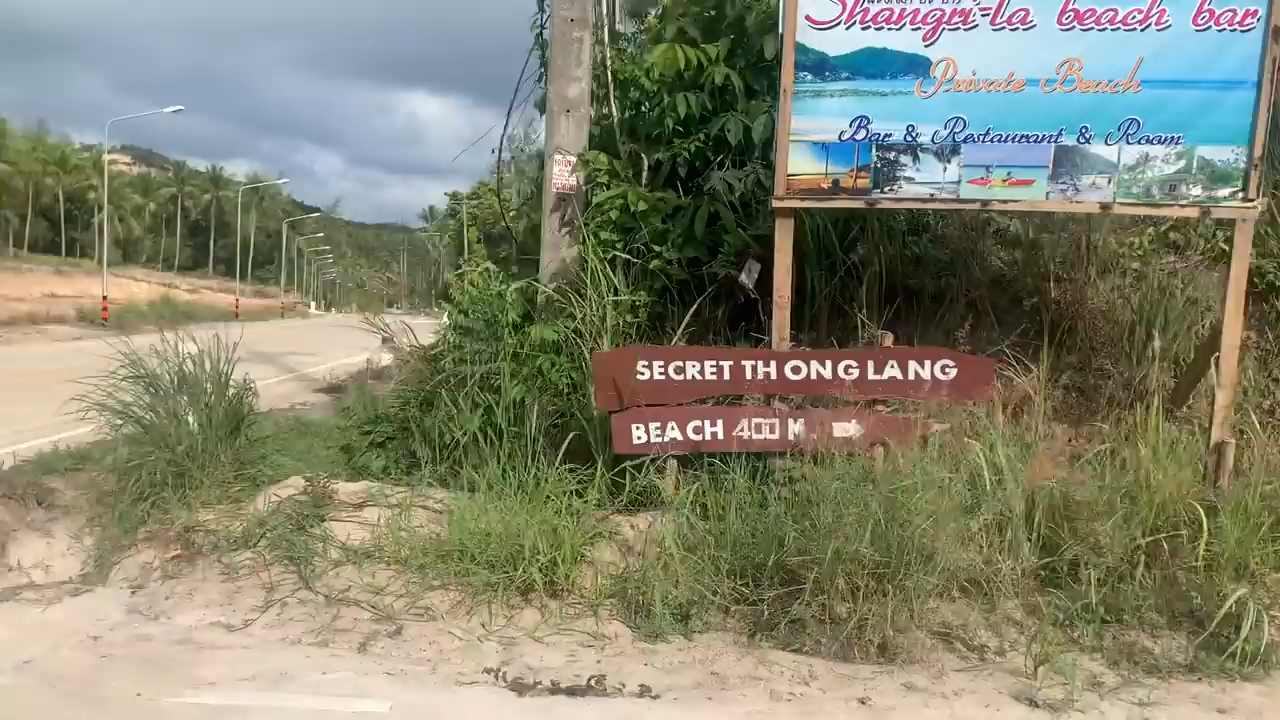 Shangri-la beach bar
Private Beach
Bar & Restaurant & Room
SECRET THONG LANG
BEACH 400 M